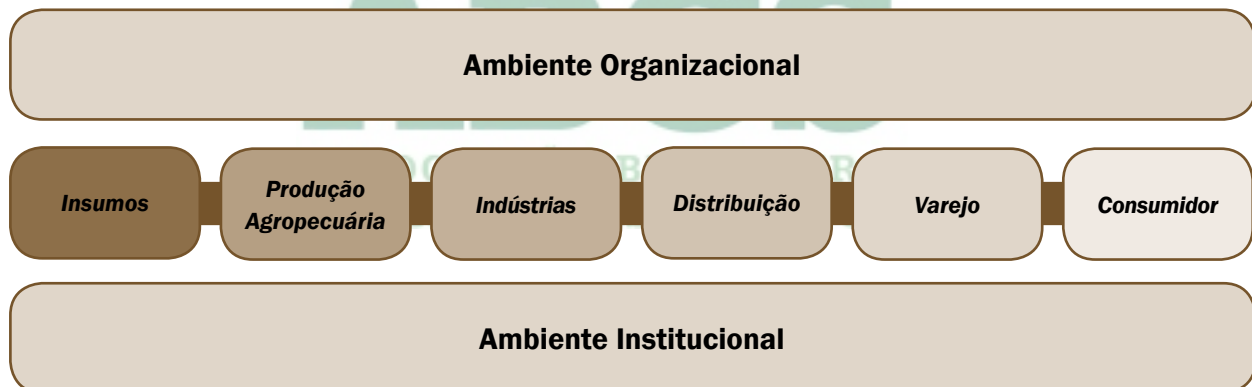 Ambiente Organizacional
Insumos
Produção
Agropecuária
Indústrias
Distribuição
Varejo
Consumidor
Ambiente Institucional